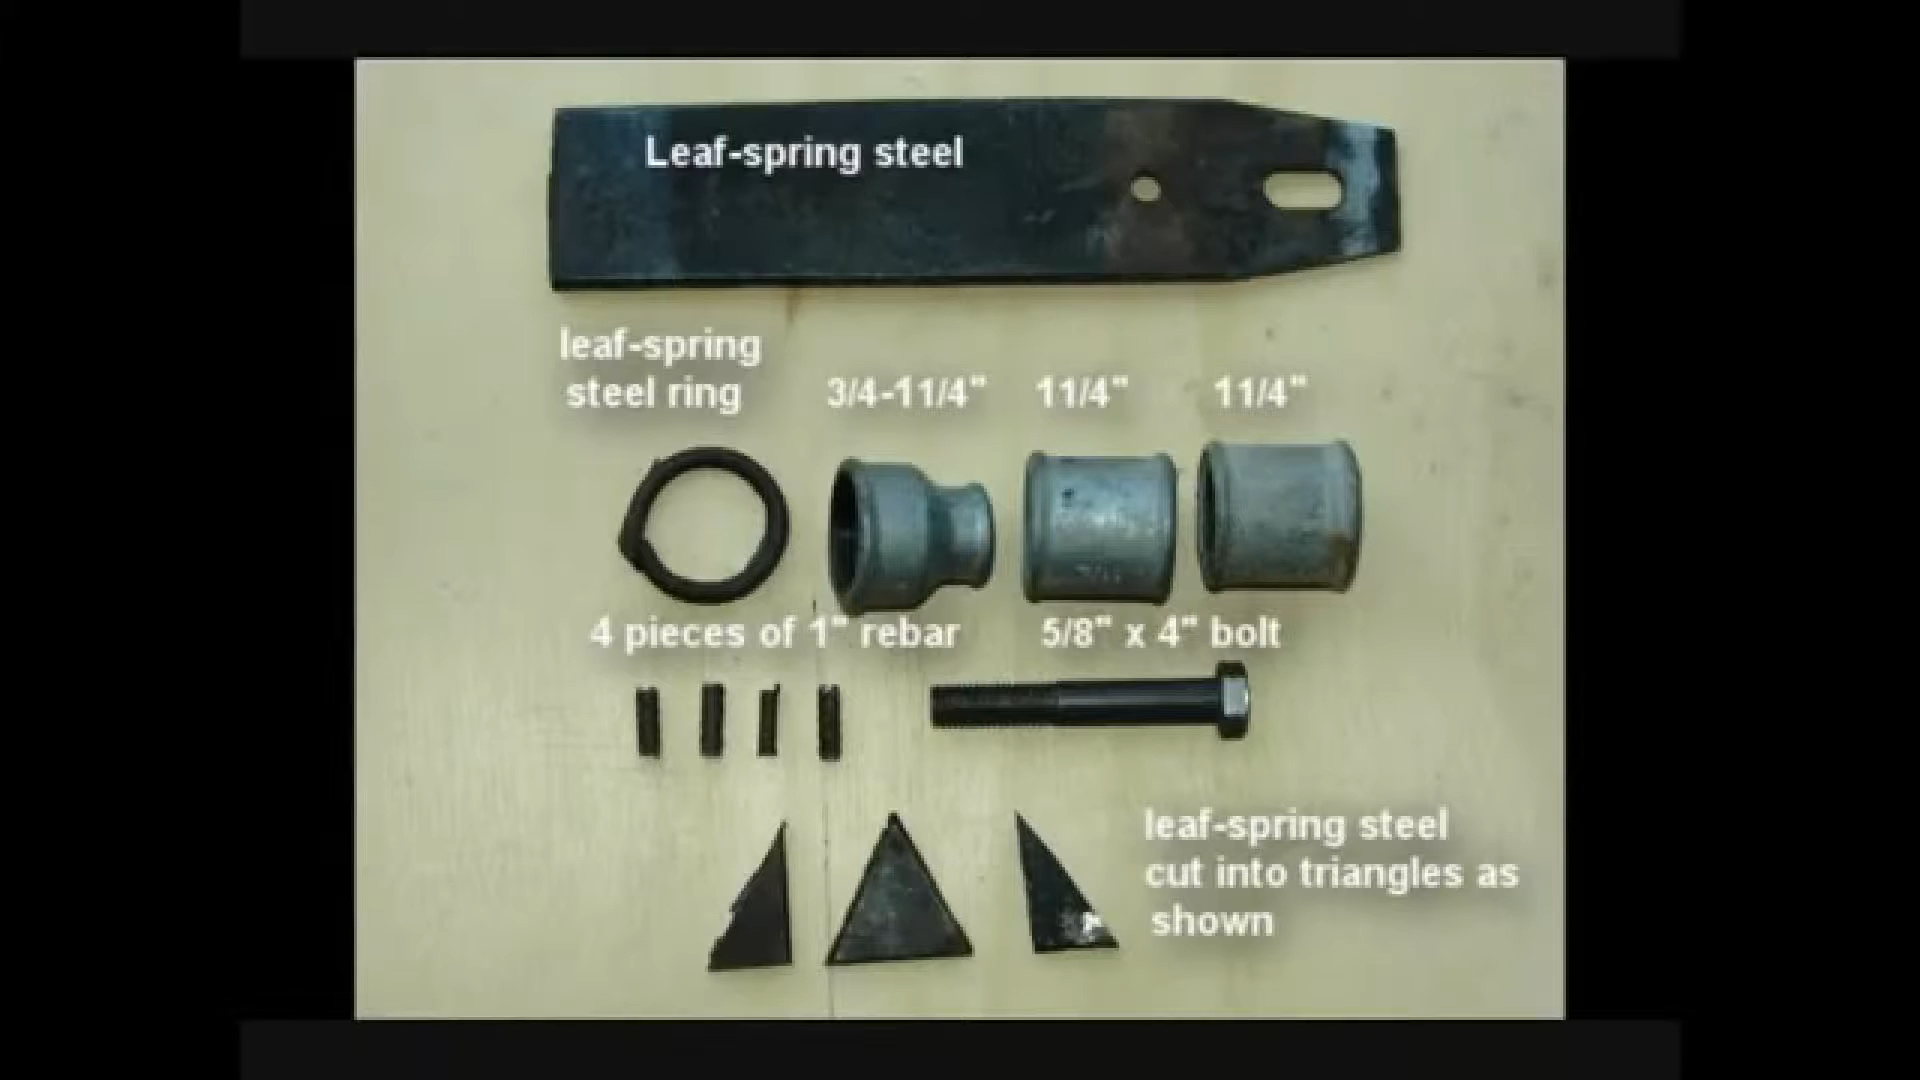 Leaf-spring steel
leaf-spring
steel ring
3/4-11/4"
11/4"
11/4"
4 pieces of 1" rebar
5/8" x 4" bolt
leaf-spring steel
cut into triangles as
shown